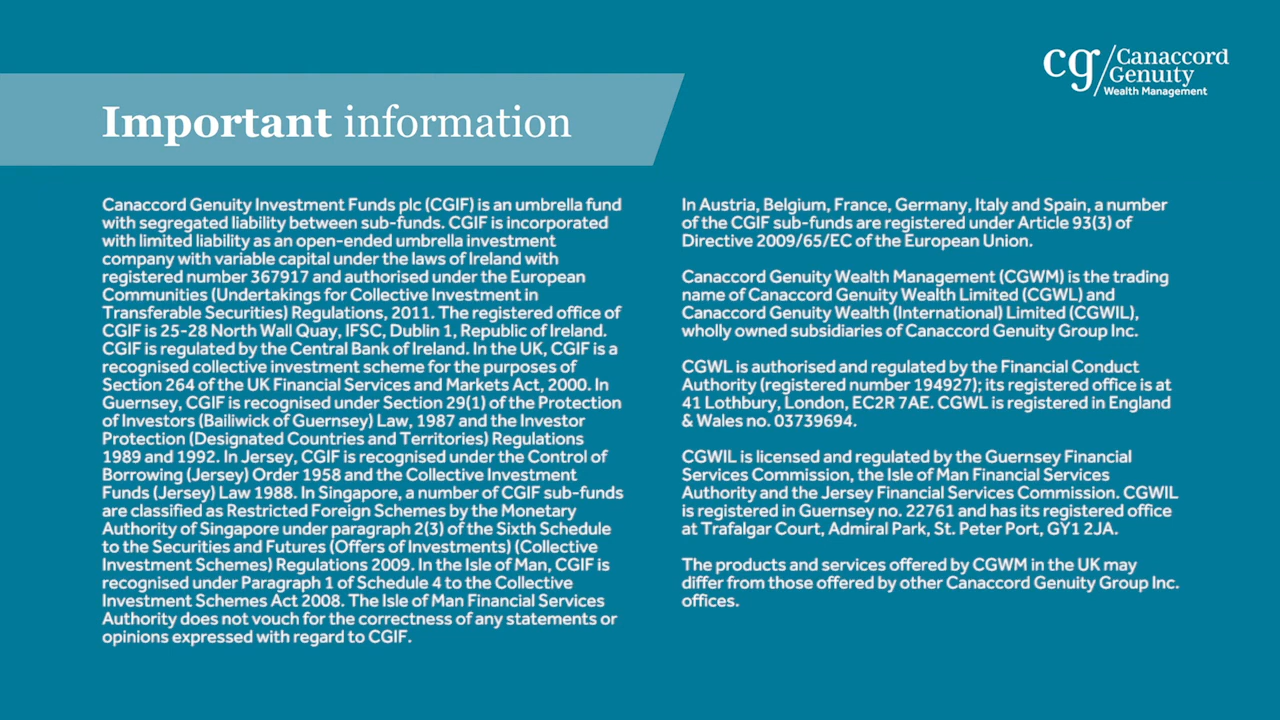 cg/Canaccord
Genuity
Wealth Management
Important information
Canaccord Genuity Investment Funds plc (CGIF) is an umbrella fund
with segregated liability between sub-funds. CGIF is incorporated
with limited liability as an open-ended umbrella investment
company with variable capital under the laws of Ireland with
registered number 367917 and authorised under the European
Communities (Undertakings for Collective Investment in
Transferable Securities) Regulations, 2011. The registered office of
CGIF is 25-28 North Wall Quay, IFSC, Dublin 1, Republic of Ireland.
CGIF is regulated by the Central Bank of Ireland. In the UK, CGIF is a
recognised collective investment scheme for the purposes of
Section 264 of the UK Financial Services and Markets Act, 2000. In
Guernsey, CGIF is recognised under Section 29(1) of the Protection
of Investors (Bailiwick of Guernsey) Law, 1987 and the Investor
Protection (Designated Countries and Territories) Regulations
1989 and 1992. In Jersey, CGIF is recognised under the Control of
Borrowing (Jersey) Order 1958 and the Collective Investment
Funds (Jersey) Law 1988. In Singapore, a number of CGIF sub-funds
are classified as Restricted Foreign Schemes by the Monetary
Authority of Singapore under paragraph 2(3) of the Sixth Schedule
to the Securities and Futures (Offers of Investments) (Collective
Investment Schemes) Regulations 2009. In the Isle of Man, CGIF is
recognised under Paragraph 1 of Schedule 4 to the Collective
Investment Schemes Act 2008. The Isle of Man Financial Services
Authority does not vouch for the correctness of any statements or
opinions expressed with regard to CGIF.
In Austria, Belgium, France, Germany, Italy and Spain, a number
of the CGIF sub-funds are registered under Article 93(3) of
Directive 2009/65/EC of the European Union.
Canaccord Genuity Wealth Management (CGWM) is the trading
name of Canaccord Genuity Wealth Limited (CGWL) and
Canaccord Genuity Wealth (International) Limited (CGWIL),
wholly owned subsidiaries of Canaccord Genuity Group Inc.
CGWL is authorised and regulated by the Financial Conduct
Authority (registered number 194927); its registered office is at
41 Lothbury, London, EC2R 7AE. CGWL is registered in England
& Wales no. 03739694.
CGWIL is licensed and regulated by the Guernsey Financial
Services Commission, the Isle of Man Financial Services
Authority and the Jersey Financial Services Commission. CGWIL
is registered in Guernsey no. 22761 and has its registered office
at Trafalgar Court, Admiral Park, St. Peter Port, GY1 2JA.
The products and services offered by CGWM in the UK may
differ from those offered by other Canaccord Genuity Group Inc.
offices.